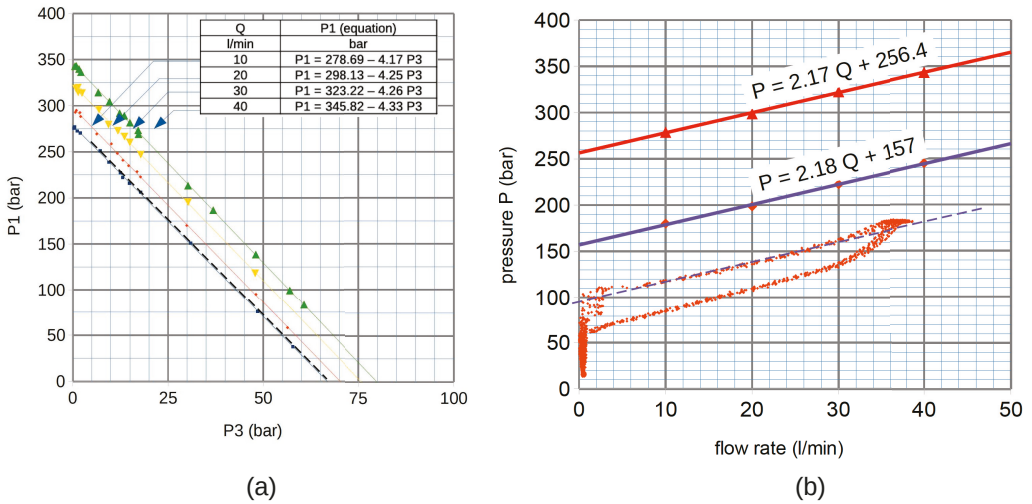 400
350
300
250
200
150
100
50
0
0 25 50 75 100
P1 (bar)
P3 (bar)
Q P1 (equation)
l/min bar
10 P1 = 278.69 – 4.17 P3
20 P1 = 298.13 – 4.25 P3
30 P1 = 323.22 – 4.26 P3
40 P1 = 345.82 – 4.33 P3
(a)
400
350
300
250
200
150
100
50
0
0 10 20 30 40 50
pressure P (bar)
flow rate (l/min)
P = 2.17 Q + 256.4
P = 2.18 Q + 157
(b)